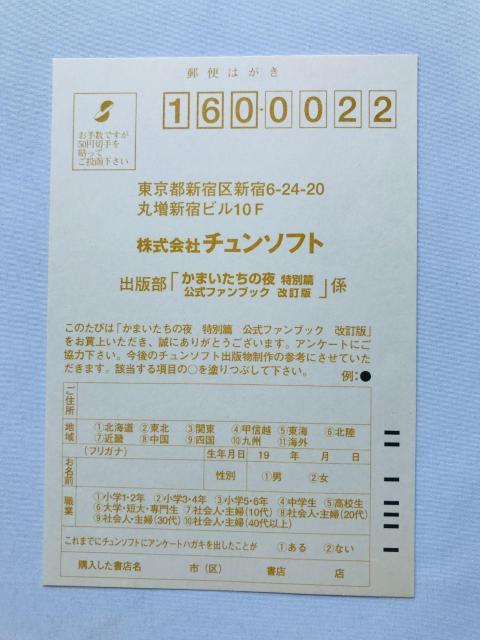 郵便はがき
160-0022
お手数ですが
50円切手を
貼って
ご投函下さい
東京都新宿区新宿6-24-20
丸増新宿ビル10F
株式会社チュンソフト
出版部「かまいたちの夜 特別篇
公式ファンブック 改訂版」係
このたびは「かまいたちの夜 特別篇 公式ファンブック 改訂版」
をお買上いただき、誠にありがとうございます。アンケートにご
協力下さい。今後のチュンソフト出版物制作の参考にさせていた
だきます。該当する項目の○を塗りつぶして下さい。
例:●
ご住所
地域 ①北海道 ②東北 ③関東 ④甲信越 ⑤東海 ⑥北陸
⑦近畿 ⑧中国 ⑨四国 ⑩九州 ⑪海外
(フリガナ) 生年月日 19 年 月 日
お名前 性別 ①男 ②女
職業 ①小学1・2年 ②小学3・4年 ③小学5・6年 ④中学生 ⑤高校生
⑥大学・短大・専門生 ⑦社会人・主婦(10代) ⑧社会人・主婦(20代)
⑨社会人・主婦(30代) ⑩社会人・主婦(40代以上)
これまでにチュンソフトにアンケートハガキを出したことが ①ある ②ない
購入した書店名 市(区) 書店 店